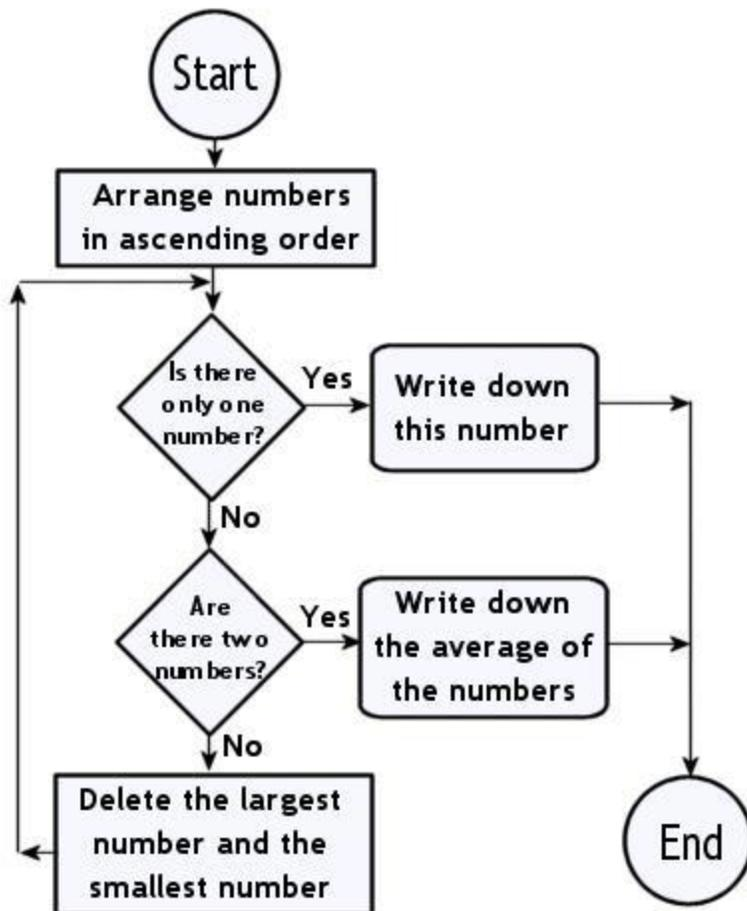 Start
Arrange numbers
in ascending order
Is there
only one
number?
Yes
Write down
this number
No
Are
there two
numbers?
Yes
Write down
the average of
the numbers
No
Delete the largest
number and the
smallest number
End